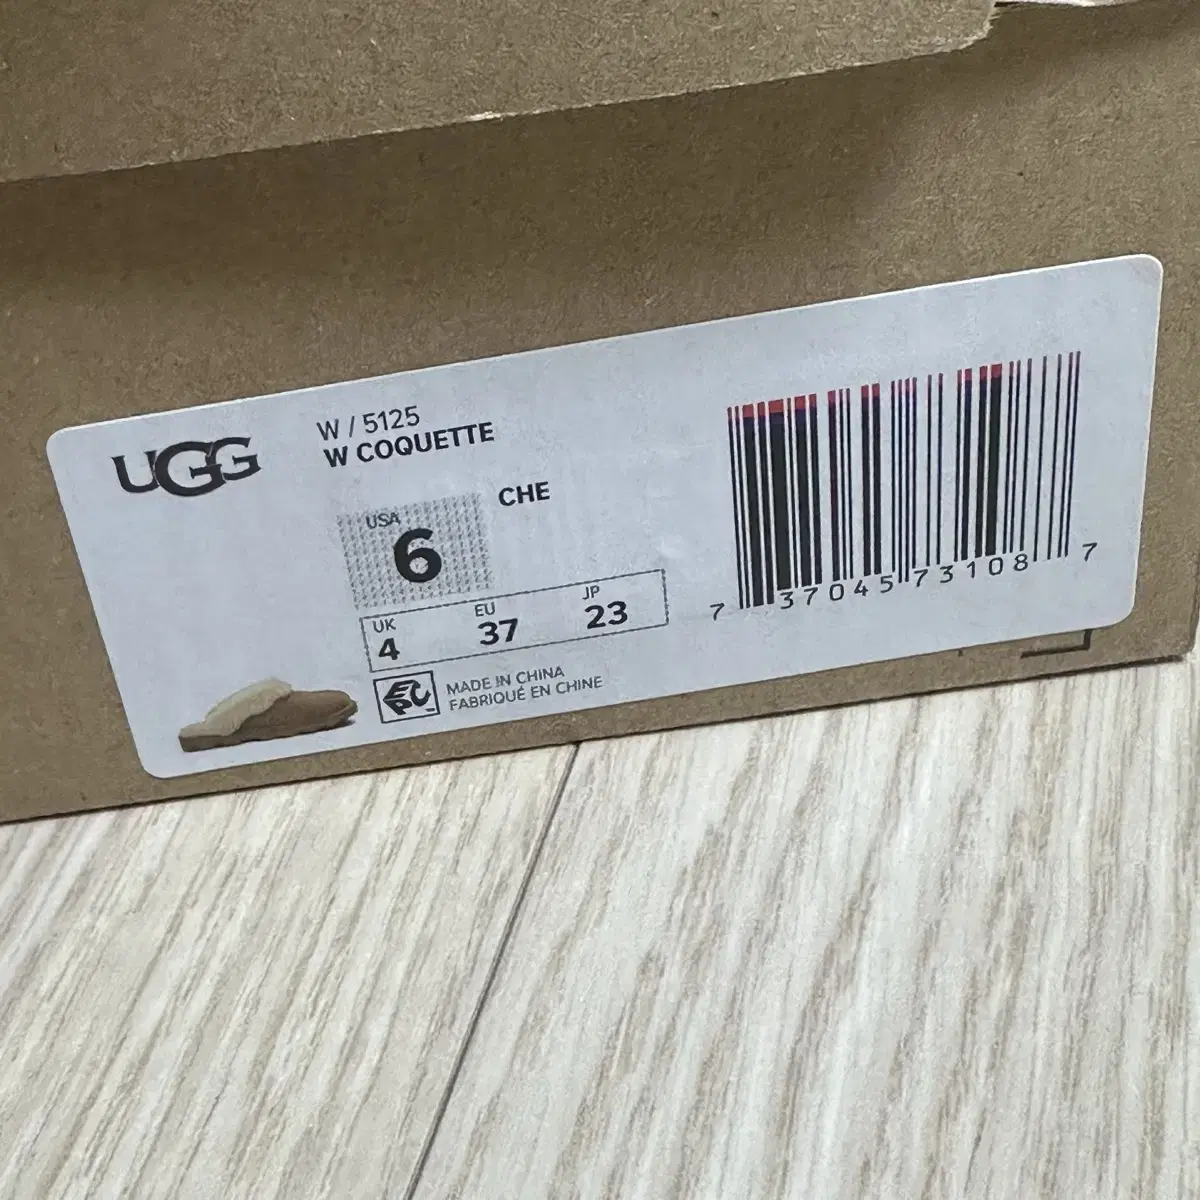 UGG
W / 5125
W COQUETTE
CHE
USA
6
UK
4
EU
37
JP
23
EPC
MADE IN CHINA
FABRIQUÉ EN CHINE
7 37045 73108 7